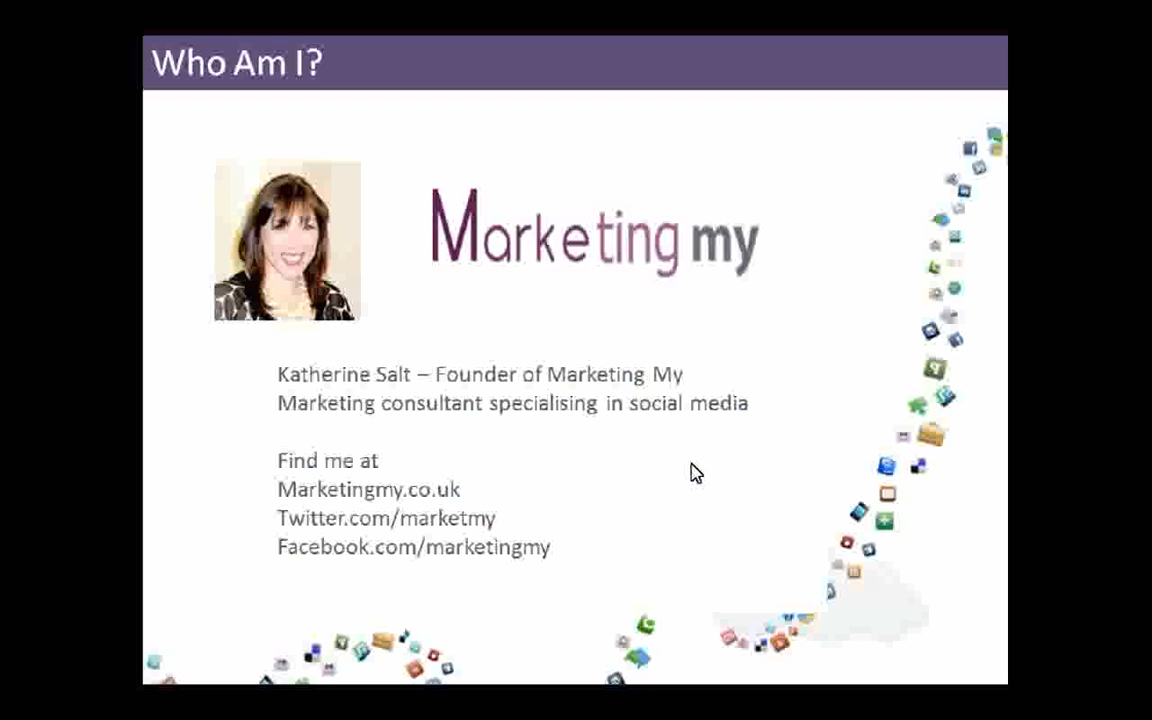 Who Am I?
Marketing my
Katherine Salt – Founder of Marketing My
Marketing consultant specialising in social media
Find me at
Marketingmy.co.uk
Twitter.com/marketmy
Facebook.com/marketingmy